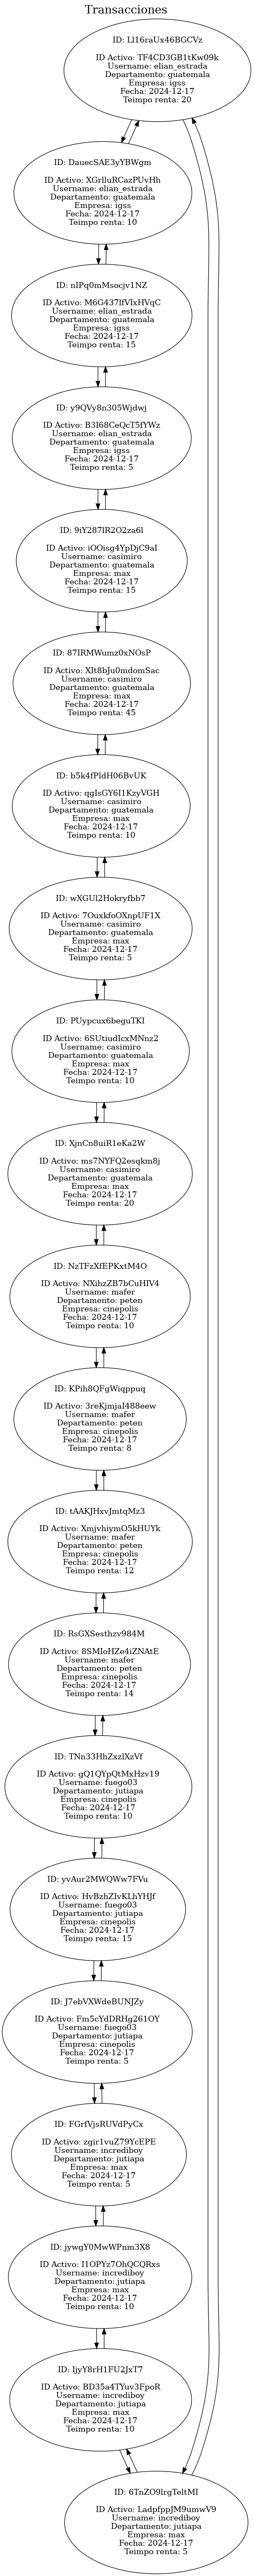 Transacciones
ID: Ll16raUx46BGCVz
ID Activo: TF4CD3GB1tKw09k
Username: elian_estrada
Departamento: guatemala
Empresa: igss
Fecha: 2024-12-17
Teimpo renta: 20
ID: DauecSAE3yYBWgm
ID Activo: XGrlluRCazPUvHh
Username: elian_estrada
Departamento: guatemala
Empresa: igss
Fecha: 2024-12-17
Teimpo renta: 10
ID: nIPq0mMsocjv1NZ
ID Activo: M6G437lfVIxHVqC
Username: elian_estrada
Departamento: guatemala
Empresa: igss
Fecha: 2024-12-17
Teimpo renta: 15
ID: y9QVy8n305Wjdwj
ID Activo: B3I68CeQcT5fYWz
Username: elian_estrada
Departamento: guatemala
Empresa: igss
Fecha: 2024-12-17
Teimpo renta: 5
ID: 9iY287lR2O2za6l
ID Activo: iOOisg4YpDjC9aI
Username: casimiro
Departamento: guatemala
Empresa: max
Fecha: 2024-12-17
Teimpo renta: 15
ID: 87IRMWumz0xNOsP
ID Activo: XIt8bJu0mdomSac
Username: casimiro
Departamento: guatemala
Empresa: max
Fecha: 2024-12-17
Teimpo renta: 45
ID: b5k4fPldH06BvUK
ID Activo: qgIsGY6I1KzyVGH
Username: casimiro
Departamento: guatemala
Empresa: max
Fecha: 2024-12-17
Teimpo renta: 10
ID: wXGUl2Hokryfbb7
ID Activo: 7OuxkfoOXnpUF1X
Username: casimiro
Departamento: guatemala
Empresa: max
Fecha: 2024-12-17
Teimpo renta: 5
ID: PUypcux6beguTKI
ID Activo: 6SUtiudIcxMNnz2
Username: casimiro
Departamento: guatemala
Empresa: max
Fecha: 2024-12-17
Teimpo renta: 10
ID: XjnCn8uiR1eKa2W
ID Activo: ms7NYFQ2esqkm8j
Username: casimiro
Departamento: guatemala
Empresa: max
Fecha: 2024-12-17
Teimpo renta: 20
ID: NzTFzXfEPKxtM4O
ID Activo: NXihzZB7bCuHIV4
Username: mafer
Departamento: peten
Empresa: cinepolis
Fecha: 2024-12-17
Teimpo renta: 10
ID: KPih8QFgWiqppuq
ID Activo: 3reKjmjaI488eew
Username: mafer
Departamento: peten
Empresa: cinepolis
Fecha: 2024-12-17
Teimpo renta: 8
ID: tAAKJHxvJmtqMz3
ID Activo: XmjvhiymO5kHUYk
Username: mafer
Departamento: peten
Empresa: cinepolis
Fecha: 2024-12-17
Teimpo renta: 12
ID: RsGXSesthzv984M
ID Activo: 8SMIoHZe4iZNAtE
Username: mafer
Departamento: peten
Empresa: cinepolis
Fecha: 2024-12-17
Teimpo renta: 14
ID: TNn33HhZxzlXzVf
ID Activo: gQ1QYpQtMxHzv19
Username: fuego03
Departamento: jutiapa
Empresa: cinepolis
Fecha: 2024-12-17
Teimpo renta: 10
ID: yvAur2MWQWw7FVu
ID Activo: HvBzhZIvKLhYHJf
Username: fuego03
Departamento: jutiapa
Empresa: cinepolis
Fecha: 2024-12-17
Teimpo renta: 15
ID: J7ebVXWdeBUNJZy
ID Activo: Fm5cYdDRHg261OY
Username: fuego03
Departamento: jutiapa
Empresa: cinepolis
Fecha: 2024-12-17
Teimpo renta: 5
ID: FGrfVjsRUVdPyCx
ID Activo: zgir1vuZ79YcEPE
Username: incrediboy
Departamento: jutiapa
Empresa: max
Fecha: 2024-12-17
Teimpo renta: 5
ID: jywgY0MwWPnm3X8
ID Activo: I1OPYz7OhQCQRxs
Username: incrediboy
Departamento: jutiapa
Empresa: max
Fecha: 2024-12-17
Teimpo renta: 10
ID: IjyY8rH1FU2JxT7
ID Activo: BD35a4TYuv3FpoR
Username: incrediboy
Departamento: jutiapa
Empresa: max
Fecha: 2024-12-17
Teimpo renta: 10
ID: 6TnZO9lrgTeltMI
ID Activo: LadpfppJM9umwV9
Username: incrediboy
Departamento: jutiapa
Empresa: max
Fecha: 2024-12-17
Teimpo renta: 5